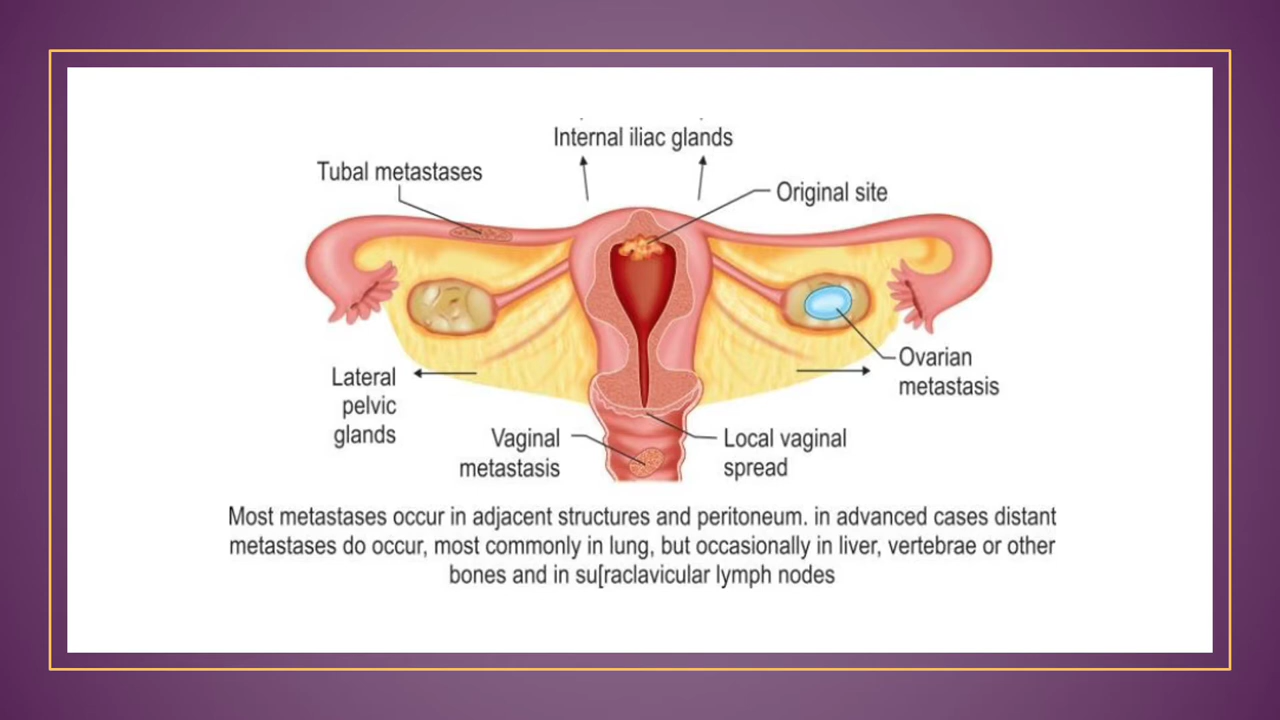 Internal iliac glands
Tubal metastases
Original site
Ovarian
metastasis
Lateral
pelvic
glands
Vaginal
metastasis
Local vaginal
spread
Most metastases occur in adjacent structures and peritoneum. in advanced cases distant
metastases do occur, most commonly in lung, but occasionally in liver, vertebrae or other
bones and in su[raclavicular lymph nodes